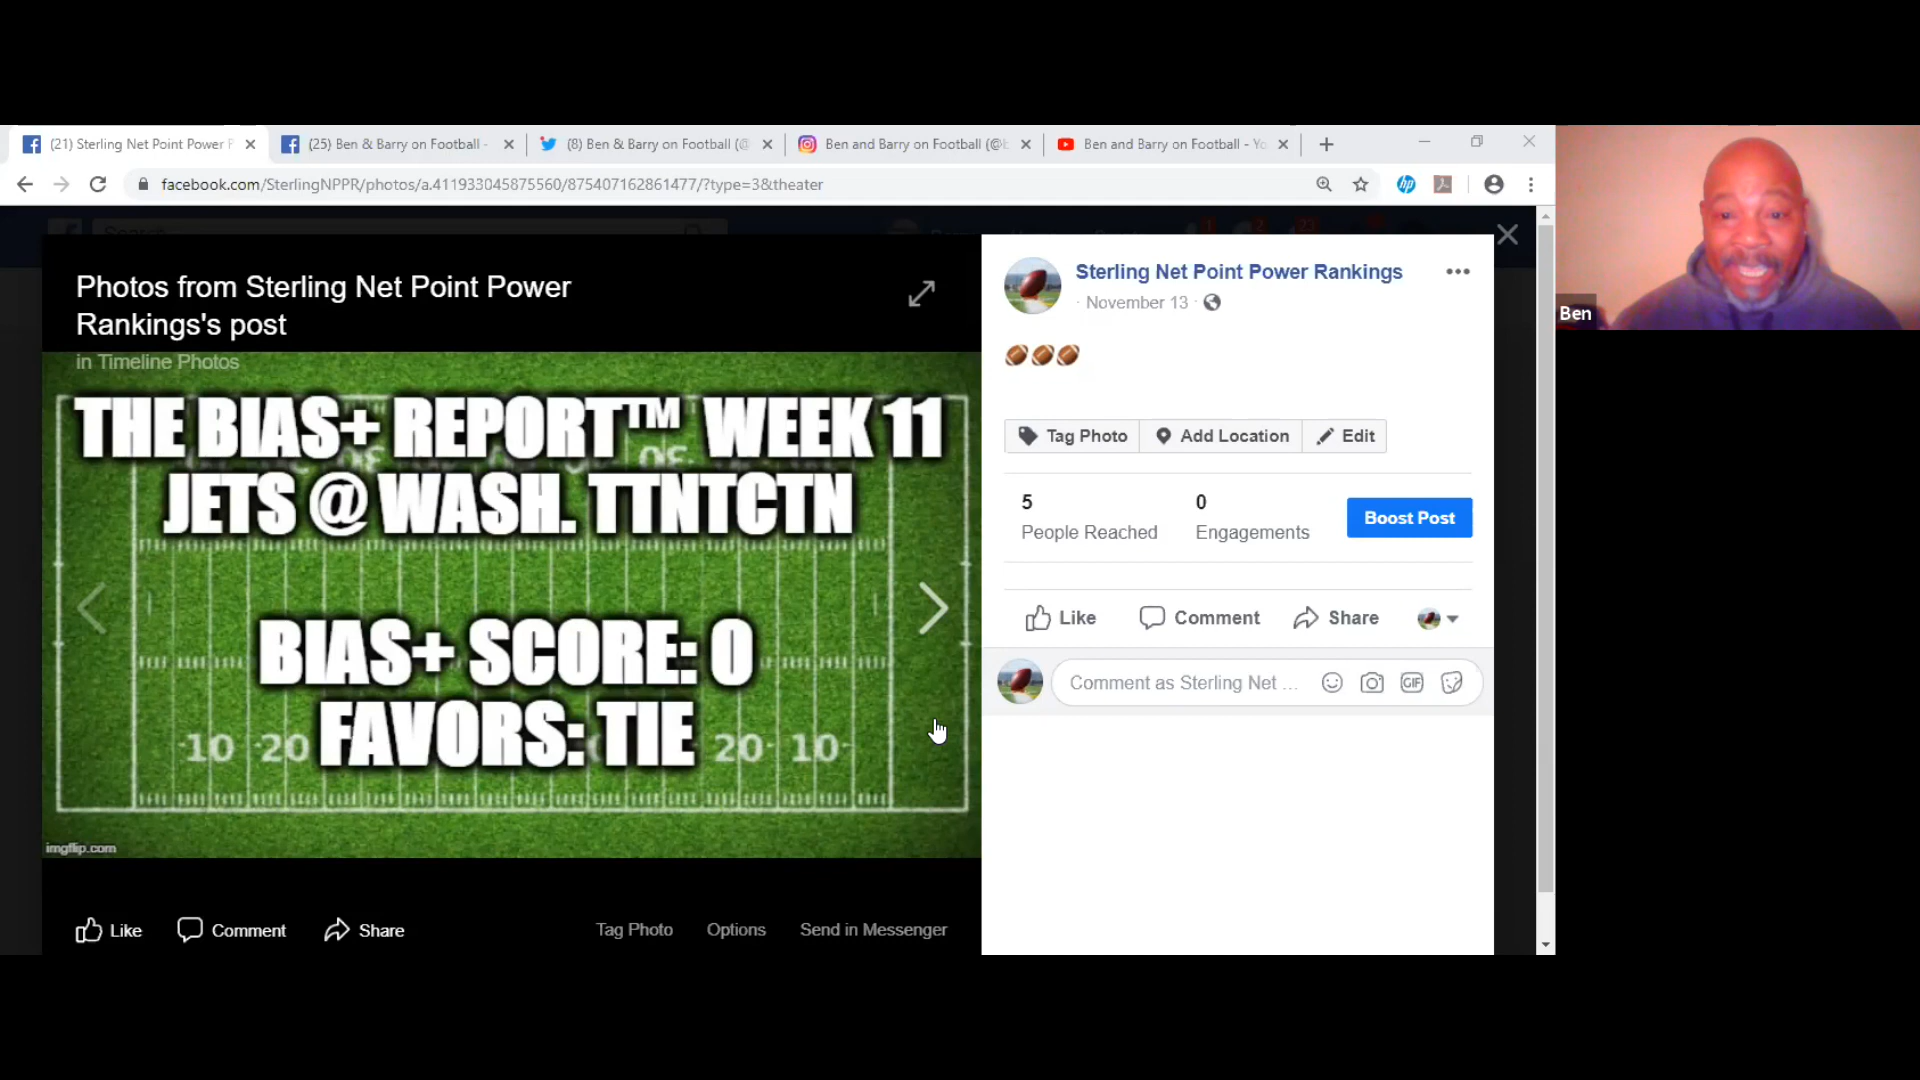 (21) Sterling Net Point Power P
(25) Ben & Barry on Football -
(8) Ben & Barry on Football (@
Ben and Barry on Football (@b
Ben and Barry on Football - Yo
facebook.com/SterlingNPPR/photos/a.411933045875560/875407162861477/?type=3&theater
Search
Photos from Sterling Net Point Power
Rankings's post
in Timeline Photos
THE BIAS+ REPORT™ WEEK 11
JETS @ WASH. TTNTCTN
BIAS+ SCORE: 0
FAVORS: TIE
10 20 20 10
imgflip.com
Like Comment Share
Tag Photo Options Send in Messenger
Sterling Net Point Power Rankings
· November 13 ·
Tag Photo Add Location Edit
5 0
People Reached Engagements
Boost Post
Like Comment Share
Comment as Sterling Net ...
GIF
Ben